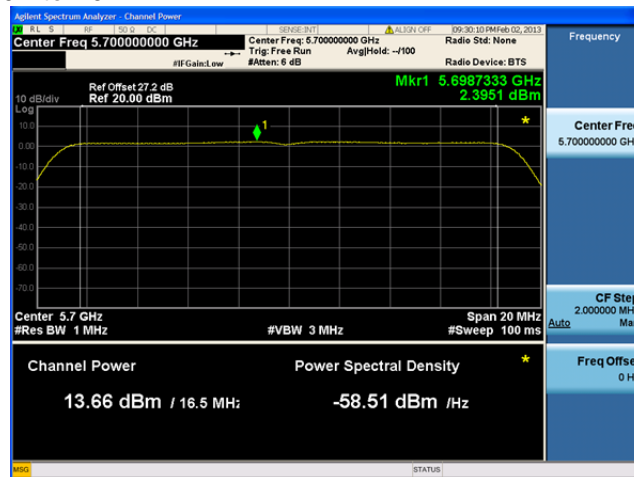 Agilent Spectrum Analyzer - Channel Power
RL S RF 50 Ω DC SENSE:INT ALIGN OFF 09:30:10 PM Feb 02, 2013
Center Freq 5.700000000 GHz
Center Freq: 5.700000000 GHz
Radio Std: None
Trig: Free Run Avg|Hold: --/100
#IFGain:Low #Atten: 6 dB Radio Device: BTS
Frequency
Mkr1 5.6987333 GHz
2.3951 dBm
Ref Offset 27.2 dB
10 dB/div Ref 20.00 dBm
Log
10.0
0.00
-10.0
-20.0
-30.0
-40.0
-50.0
-60.0
-70.0
1
*
Center Fre
5.700000000 GH
Center 5.7 GHz Span 20 MHz
#Res BW 1 MHz #VBW 3 MHz #Sweep 100 ms
CF Step
2.000000 MH
Auto Ma
Channel Power Power Spectral Density *
13.66 dBm / 16.5 MHz -58.51 dBm /Hz
Freq Offse
0 H
MSG STATUS